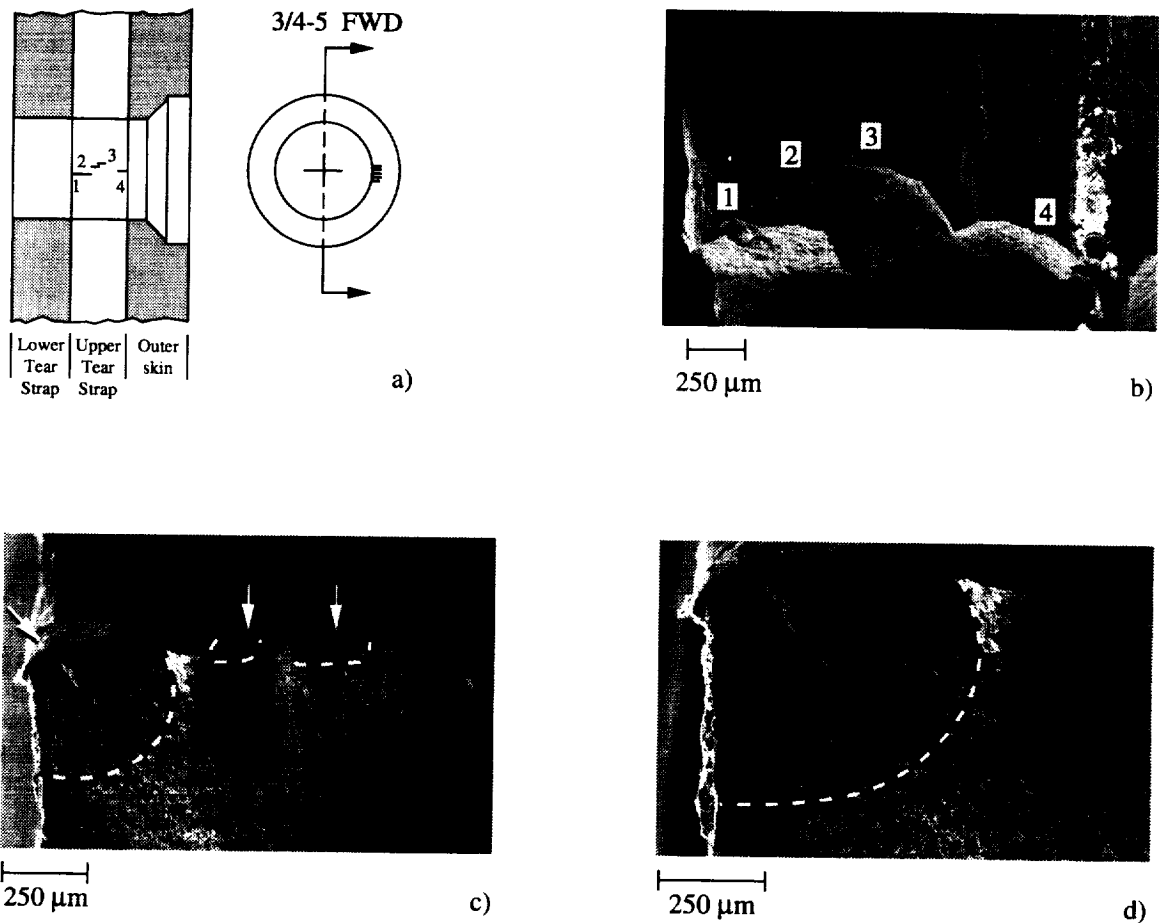 3/4-5 FWD
2 3
1 4
Lower Tear Strap
Upper Tear Strap
Outer skin
a)
1
2
3
4
250 μm
b)
250 μm
c)
250 μm
d)